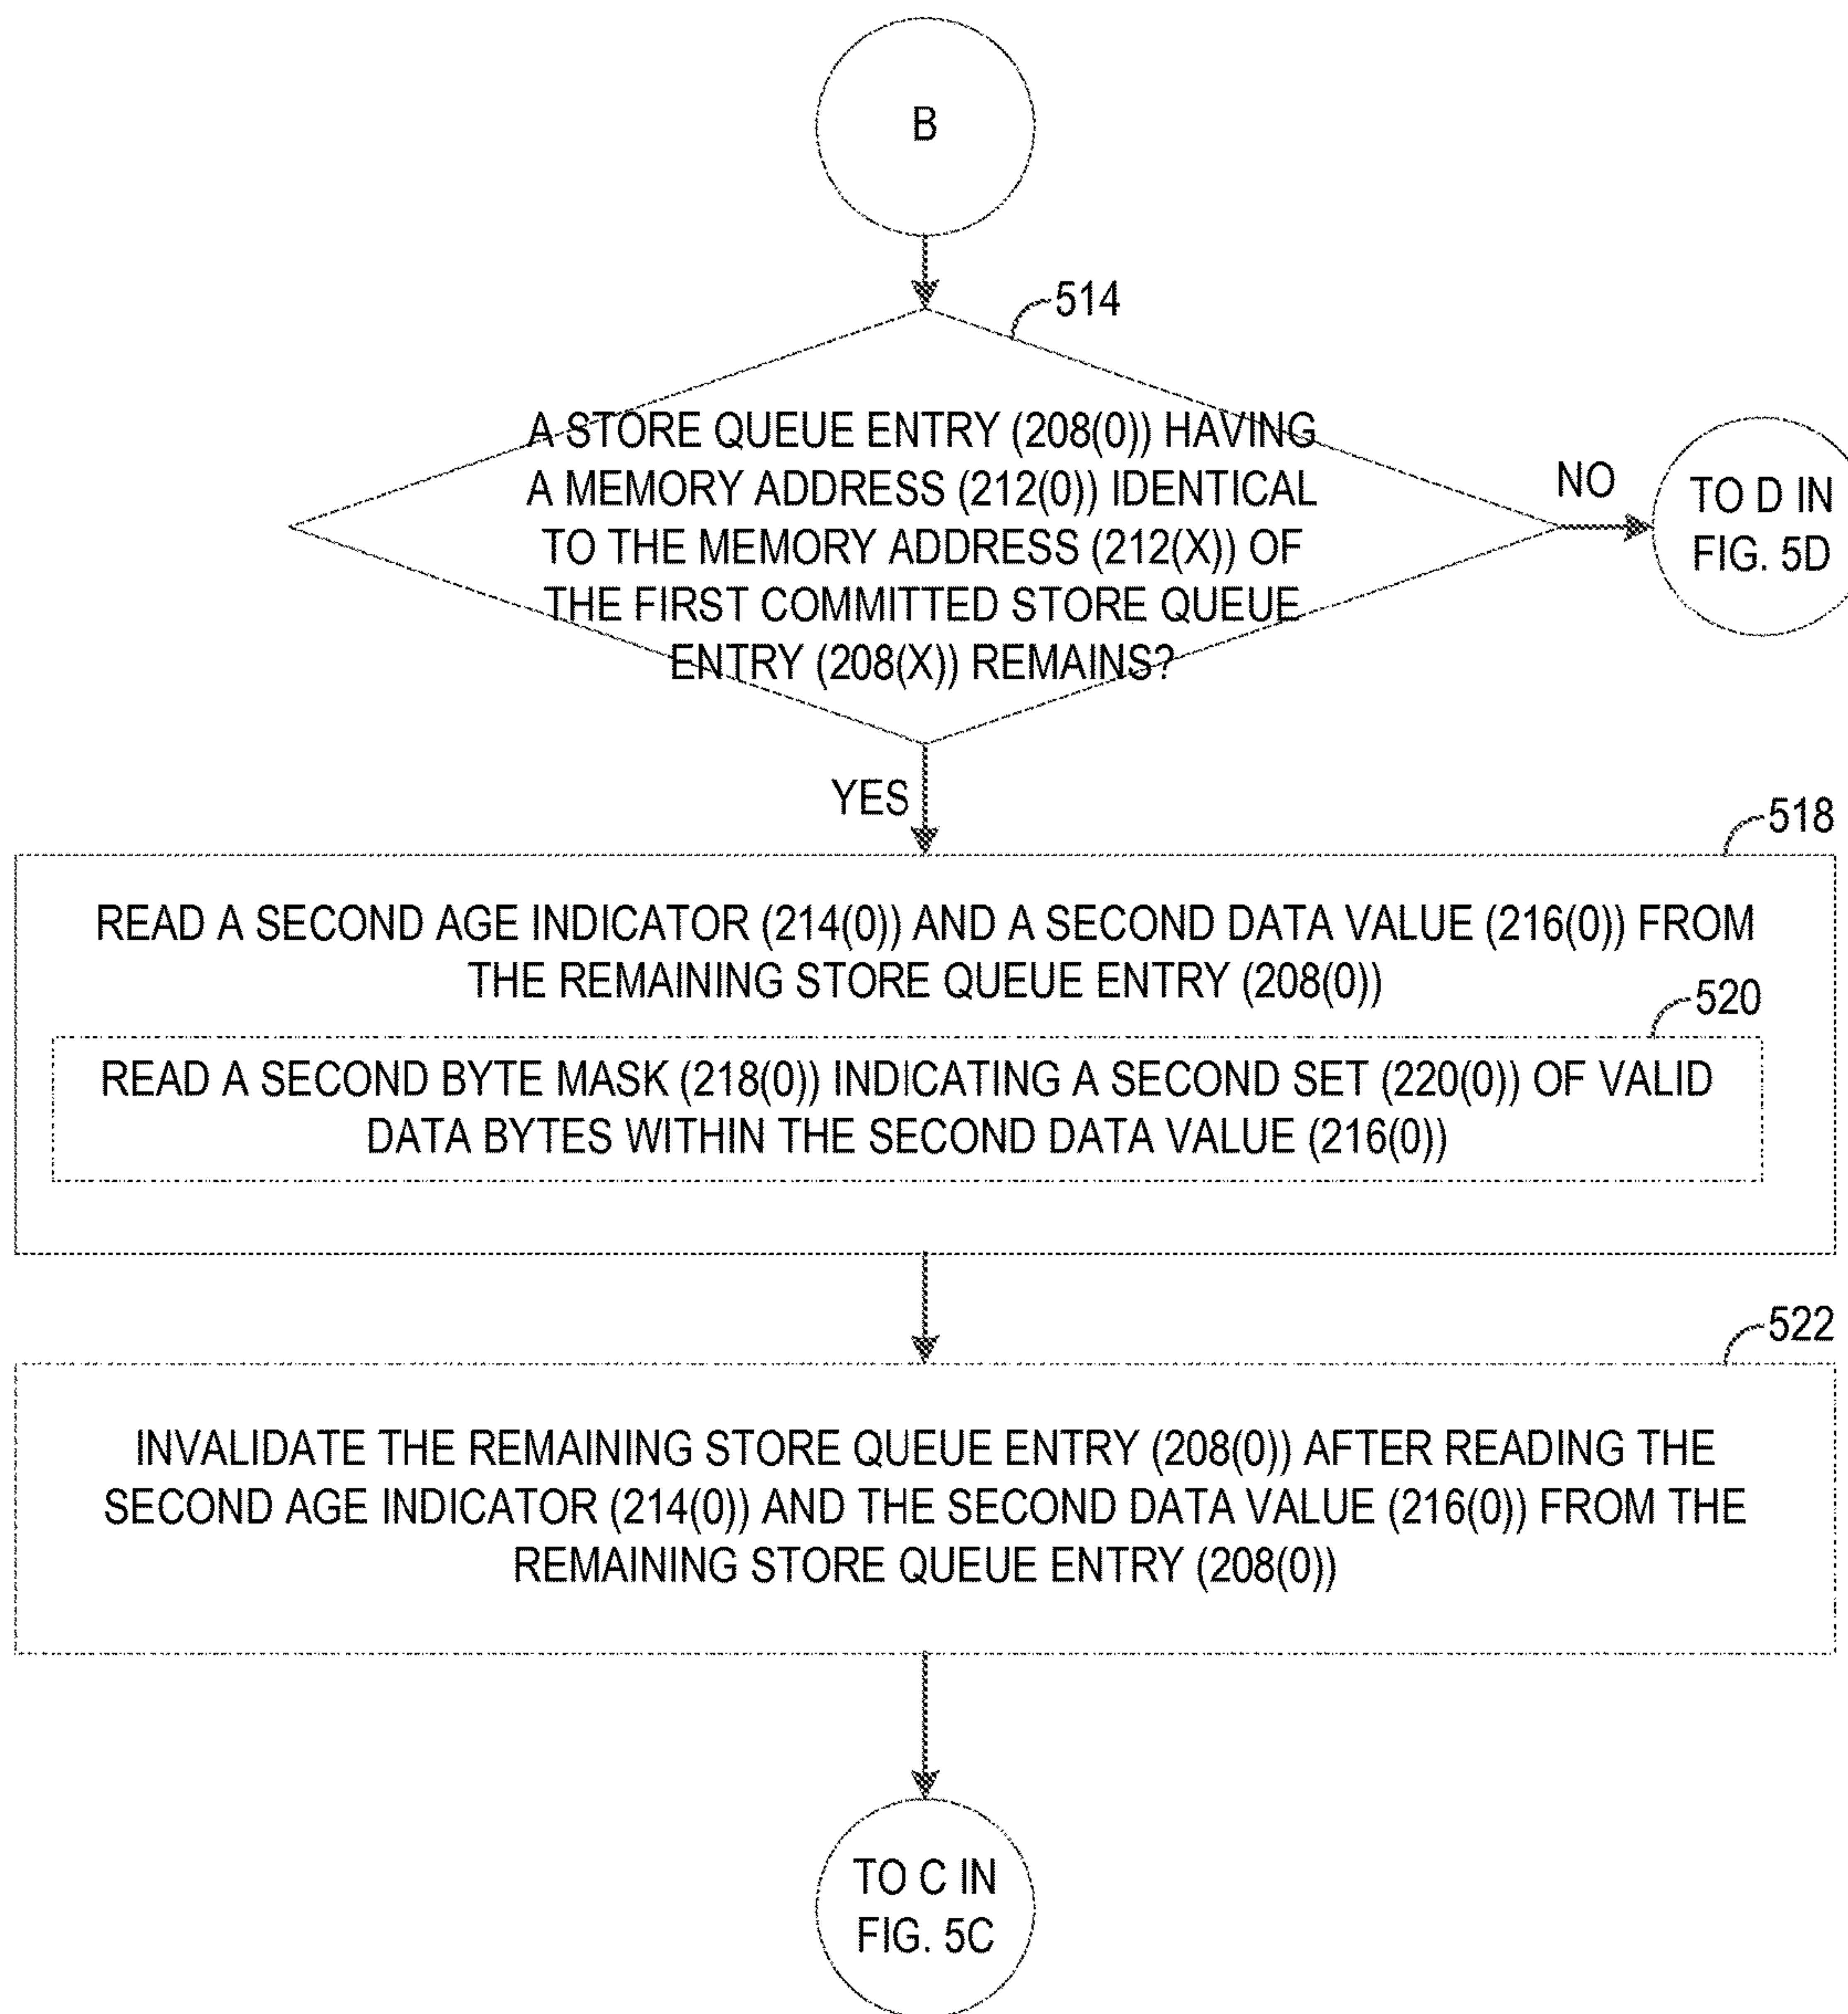 B
514
A STORE QUEUE ENTRY (208(0)) HAVING
A MEMORY ADDRESS (212(0)) IDENTICAL
TO THE MEMORY ADDRESS (212(X)) OF
THE FIRST COMMITTED STORE QUEUE
ENTRY (208(X)) REMAINS?
NO
TO D IN
FIG. 5D
YES
518
READ A SECOND AGE INDICATOR (214(0)) AND A SECOND DATA VALUE (216(0)) FROM
THE REMAINING STORE QUEUE ENTRY (208(0))
520
READ A SECOND BYTE MASK (218(0)) INDICATING A SECOND SET (220(0)) OF VALID
DATA BYTES WITHIN THE SECOND DATA VALUE (216(0))
522
INVALIDATE THE REMAINING STORE QUEUE ENTRY (208(0)) AFTER READING THE
SECOND AGE INDICATOR (214(0)) AND THE SECOND DATA VALUE (216(0)) FROM THE
REMAINING STORE QUEUE ENTRY (208(0))
TO C IN
FIG. 5C